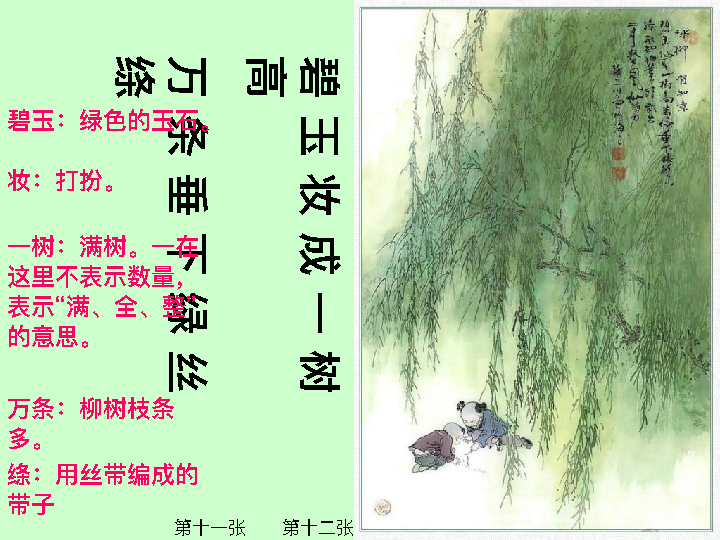 碧玉妆成一树
高
万条垂下绿丝
绦
碧玉：绿色的玉石。
妆：打扮。
一树：满树。一在
这里不表示数量，
表示“满、全、整”
的意思。
万条：柳树枝条
多。
绦：用丝带编成的
带子
第十一张
第十二张